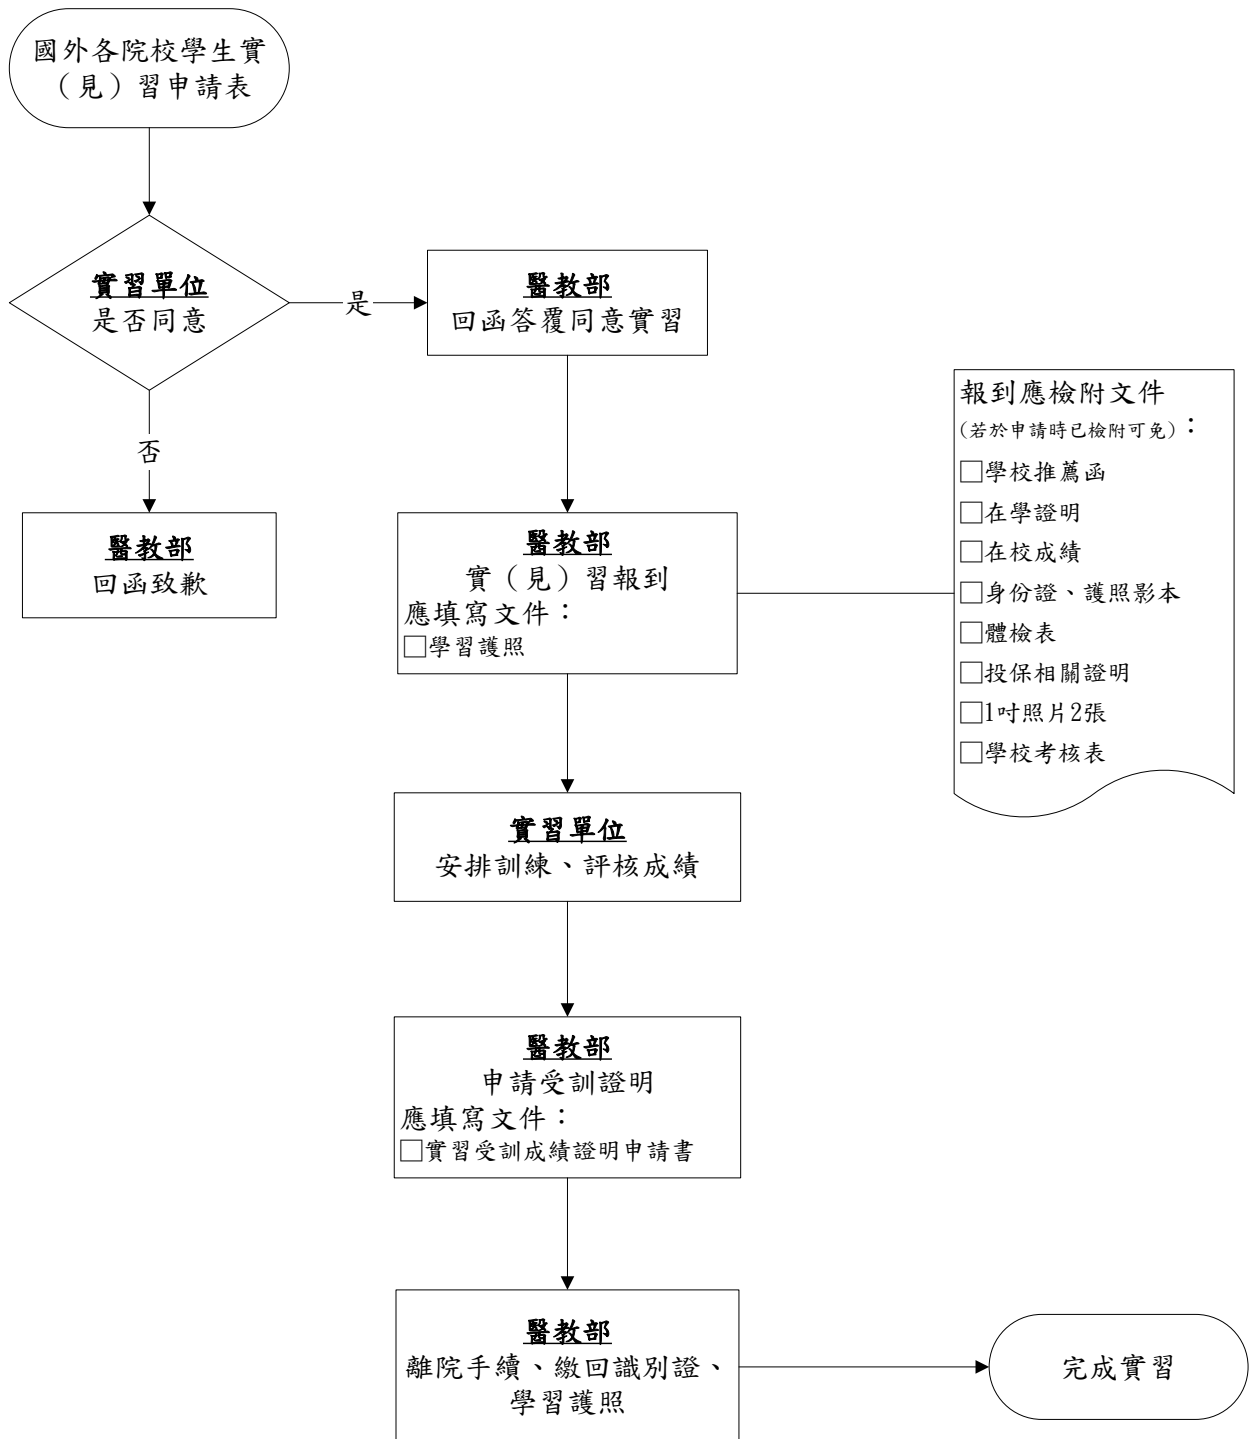 國外各院校學生實
（見）習申請表
實習單位
是否同意
是
醫教部
回函答覆同意實習
否
醫教部
回函致歉
醫教部
實（見）習報到
應填寫文件：
□學習護照
報到應檢附文件
（若於申請時已檢附可免）：
□學校推薦函
□在學證明
□在校成績
□身份證、護照影本
□體檢表
□投保相關證明
□1吋照片2張
□學校考核表
實習單位
安排訓練、評核成績
醫教部
申請受訓證明
應填寫文件：
□實習受訓成績證明申請書
醫教部
離院手續、繳回識別證、
學習護照
完成實習